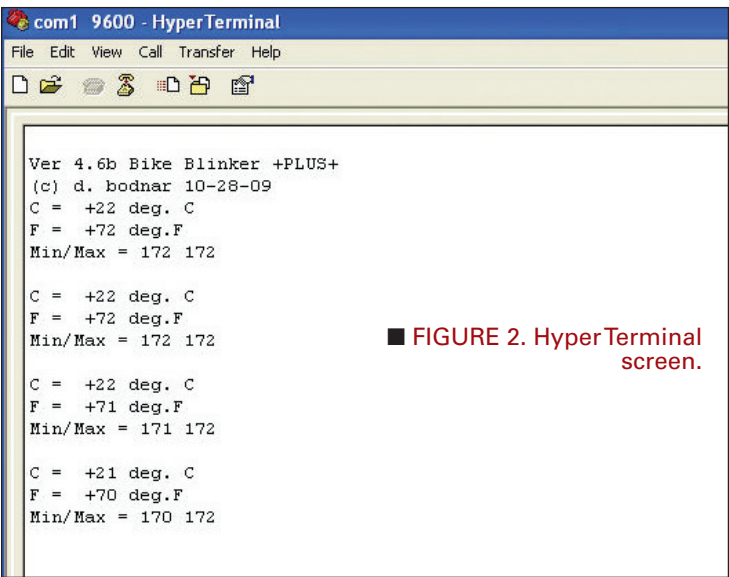 com1 9600 - HyperTerminal
File Edit View Call Transfer Help
Ver 4.6b Bike Blinker +PLUS+
(c) d. bodnar 10-28-09
C = +22 deg. C
F = +72 deg.F
Min/Max = 172 172
C = +22 deg. C
F = +72 deg.F
Min/Max = 172 172
C = +22 deg. C
F = +71 deg.F
Min/Max = 171 172
C = +21 deg. C
F = +70 deg.F
Min/Max = 170 172
■ FIGURE 2. HyperTerminal
screen.